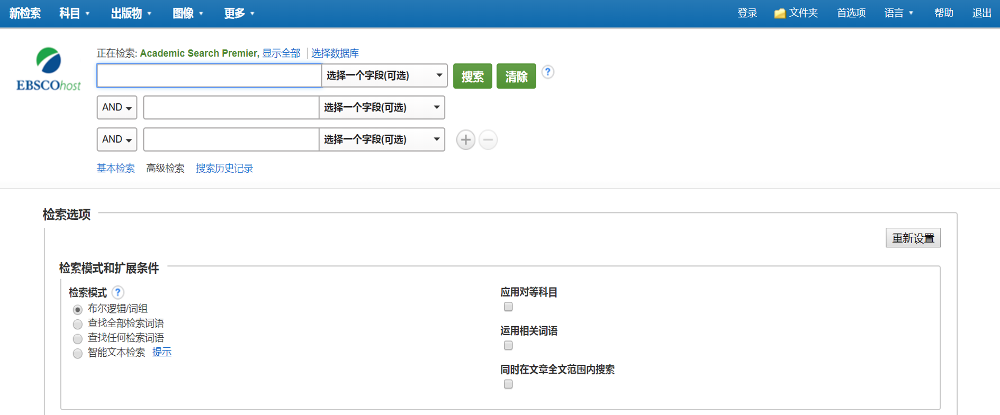 新检索 科目 出版物 图像 更多 登录 文件夹 首选项 语言 帮助 退出
正在检索: Academic Search Premier, 显示全部 选择数据库
EBSCOhost
选择一个字段(可选) 搜索 清除 ?
AND 选择一个字段(可选)
AND 选择一个字段(可选)
基本检索 高级检索 搜索历史记录
检索选项
重新设置
检索模式和扩展条件
检索模式 ?
布尔逻辑/词组
查找全部检索词语
查找任何检索词语
智能文本检索 提示
应用对等科目
运用相关词语
同时在文章全文范围内搜索